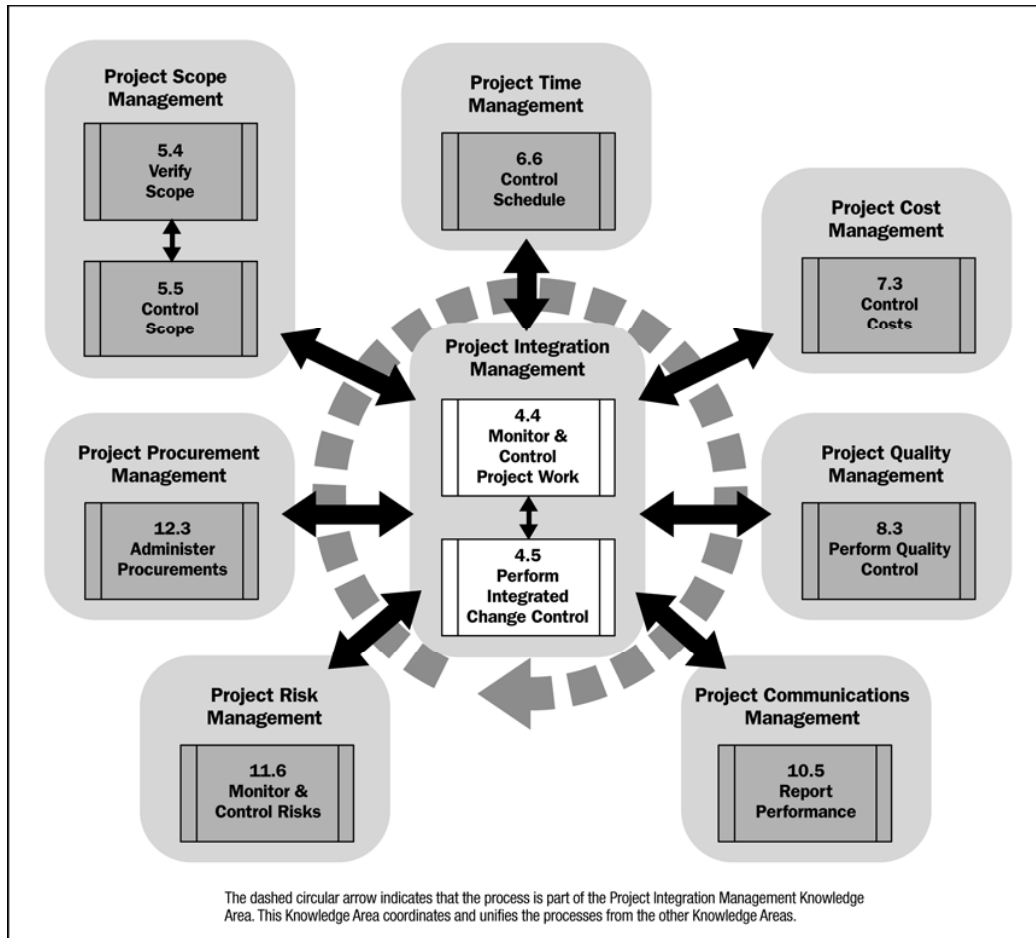 Project Scope
Management
5.4
Verify
Scope
5.5
Control
Scope
Project Time
Management
6.6
Control
Schedule
Project Cost
Management
7.3
Control
Costs
Project Integration
Management
4.4
Monitor &
Control
Project Work
4.5
Perform
Integrated
Change Control
Project Procurement
Management
12.3
Administer
Procurements
Project Quality
Management
8.3
Perform Quality
Control
Project Risk
Management
11.6
Monitor &
Control Risks
Project Communications
Management
10.5
Report
Performance
The dashed circular arrow indicates that the process is part of the Project Integration Management Knowledge
Area. This Knowledge Area coordinates and unifies the processes from the other Knowledge Areas.